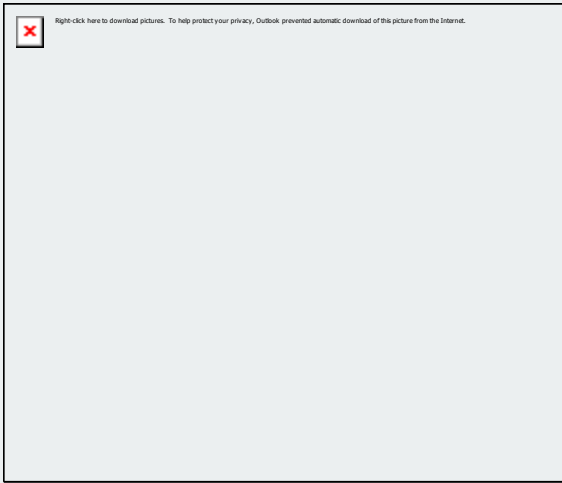 Right-click here to download pictures. To help protect your privacy, Outlook prevented automatic download of this picture from the Internet.